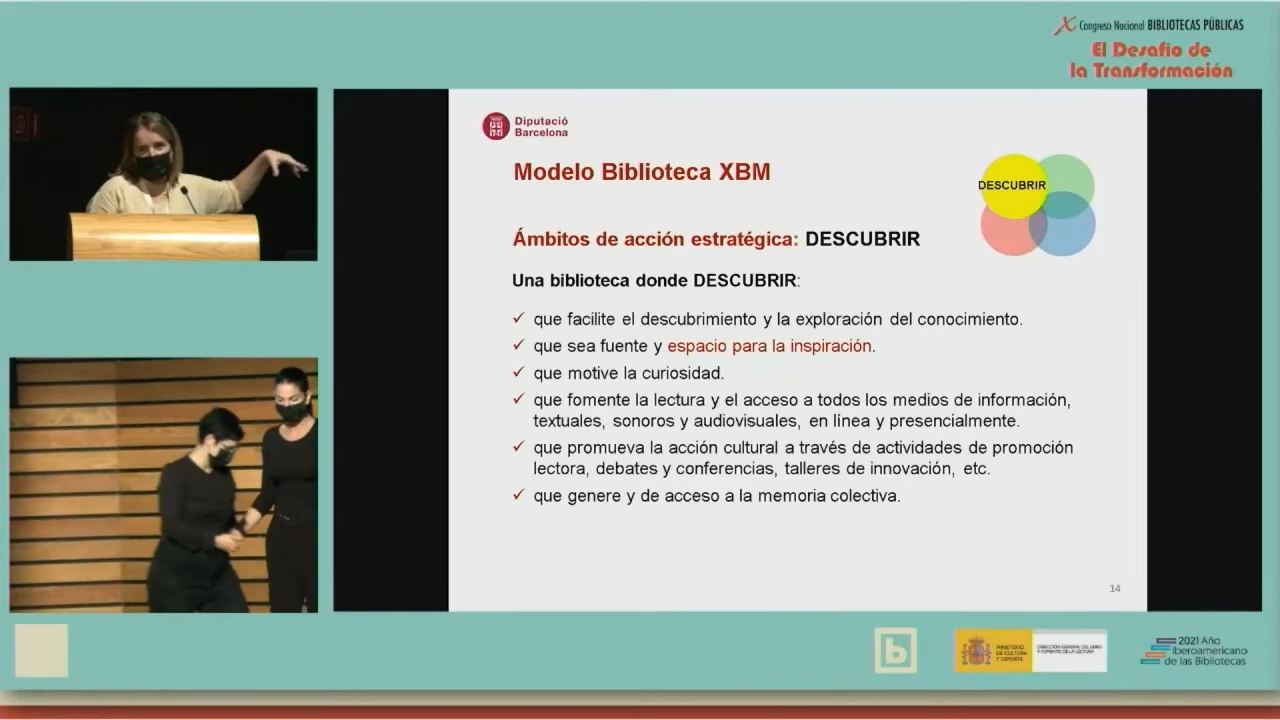 Congreso Nacional BIBLIOTECAS PÚBLICAS
El Desafío de
la Transformación
Diputació
Barcelona
Modelo Biblioteca XBM
DESCUBRIR
Ámbitos de acción estratégica: DESCUBRIR
Una biblioteca donde DESCUBRIR:
que facilite el descubrimiento y la exploración del conocimiento.
que sea fuente y espacio para la inspiración.
que motive la curiosidad.
que fomente la lectura y el acceso a todos los medios de información,
textuales, sonoros y audiovisuales, en línea y presencialmente.
que promueva la acción cultural a través de actividades de promoción
lectora, debates y conferencias, talleres de innovación, etc.
que genere y de acceso a la memoria colectiva.
14
b
MINISTERIO
DE CULTURA
Y DEPORTE
DIRECCIÓN GENERAL DEL LIBRO
Y FOMENTO DE LA LECTURA
2021 Año
Iberoamericano
de las Bibliotecas